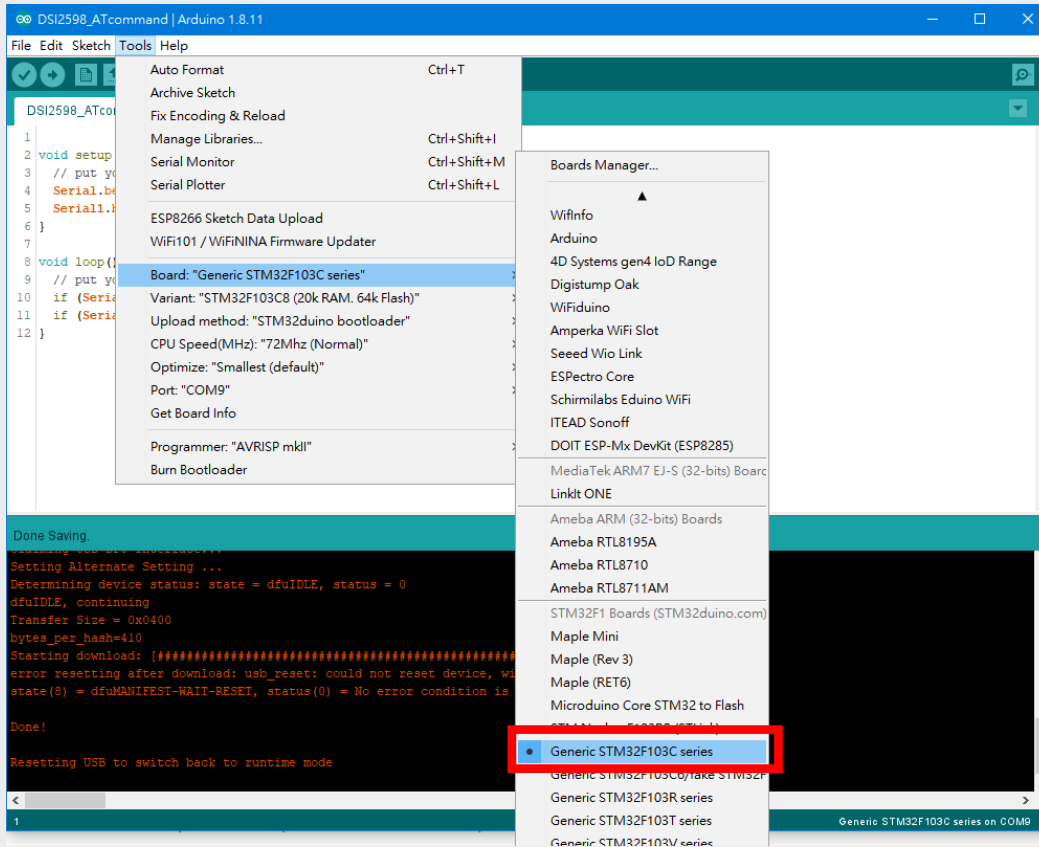 DSI2598_ATcommand | Arduino 1.8.11
File Edit Sketch Tools Help
DSI2598_ATco
1
2 void setup
3 // put yo
4 Serial.be
5 Serial1.b
6 }
7
8 void loop()
9 // put yo
10 if (Seria
11 if (Seria
12 }
Auto Format Ctrl+T
Archive Sketch
Fix Encoding & Reload
Manage Libraries... Ctrl+Shift+I
Serial Monitor Ctrl+Shift+M
Serial Plotter Ctrl+Shift+L
ESP8266 Sketch Data Upload
WiFi101 / WiFiNINA Firmware Updater
Board: "Generic STM32F103C series"
Variant: "STM32F103C8 (20k RAM. 64k Flash)"
Upload method: "STM32duino bootloader"
CPU Speed(MHz): "72Mhz (Normal)"
Optimize: "Smallest (default)"
Port: "COM9"
Get Board Info
Programmer: "AVRISP mkII"
Burn Bootloader
Boards Manager...
WifInfo
Arduino
4D Systems gen4 IoD Range
Digistump Oak
WiFiduino
Amperka WiFi Slot
Seeed Wio Link
ESPectro Core
Schirmilabs Eduino WiFi
ITEAD Sonoff
DOIT ESP-Mx DevKit (ESP8285)
MediaTek ARM7 EJ-S (32-bits) Board
LinkIt ONE
Ameba ARM (32-bits) Boards
Ameba RTL8195A
Ameba RTL8710
Ameba RTL8711AM
STM32F1 Boards (STM32duino.com)
Maple Mini
Maple (Rev 3)
Maple (RET6)
Microduino Core STM32 to Flash
Generic STM32F103C series
Generic STM32F103C6/fake STM32F
Generic STM32F103R series
Generic STM32F103T series
Generic STM32F103V series
Done Saving.
Setting Alternate Setting ...
Determining device status: state = dfuIDLE, status = 0
dfuIDLE, continuing
Transfer Size = 0x0400
bytes_per_hash=410
Starting download: [##################################################
error resetting after download: usb_reset: could not reset device, wi
state(8) = dfuMANIFEST-WAIT-RESET, status(0) = No error condition is
Done!
Resetting USB to switch back to runtime mode
1 Generic STM32F103C series on COM9